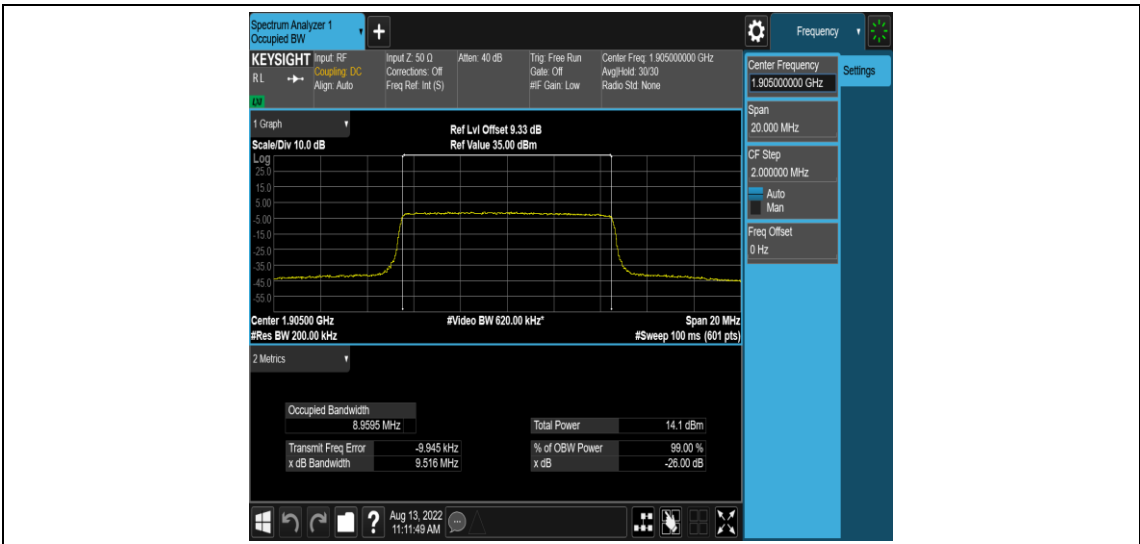 Spectrum Analyzer 1
Occupied BW
+
Frequency
KEYSIGHT
RL
LXI
Input: RF
Coupling: DC
Align: Auto
Input Z: 50 Ω
Corrections: Off
Freq Ref: Int (S)
Atten: 40 dB
Trig: Free Run
Gate: Off
#IF Gain: Low
Center Freq: 1.905000000 GHz
Avg|Hold: 30/30
Radio Std: None
Center Frequency
1.905000000 GHz
Settings
Span
20.000 MHz
CF Step
2.000000 MHz
Auto
Man
Freq Offset
0 Hz
1 Graph
Scale/Div 10.0 dB
Ref Lvl Offset 9.33 dB
Ref Value 35.00 dBm
Log
25.0
15.0
5.00
-5.00
-15.0
-25.0
-35.0
-45.0
-55.0
Center 1.90500 GHz
#Video BW 620.00 kHz*
Span 20 MHz
#Res BW 200.00 kHz
#Sweep 100 ms (601 pts)
2 Metrics
Occupied Bandwidth
8.9595 MHz
Total Power 14.1 dBm
Transmit Freq Error -9.945 kHz
% of OBW Power 99.00 %
x dB Bandwidth 9.516 MHz
x dB -26.00 dB
?
Aug 13, 2022
11:11:49 AM